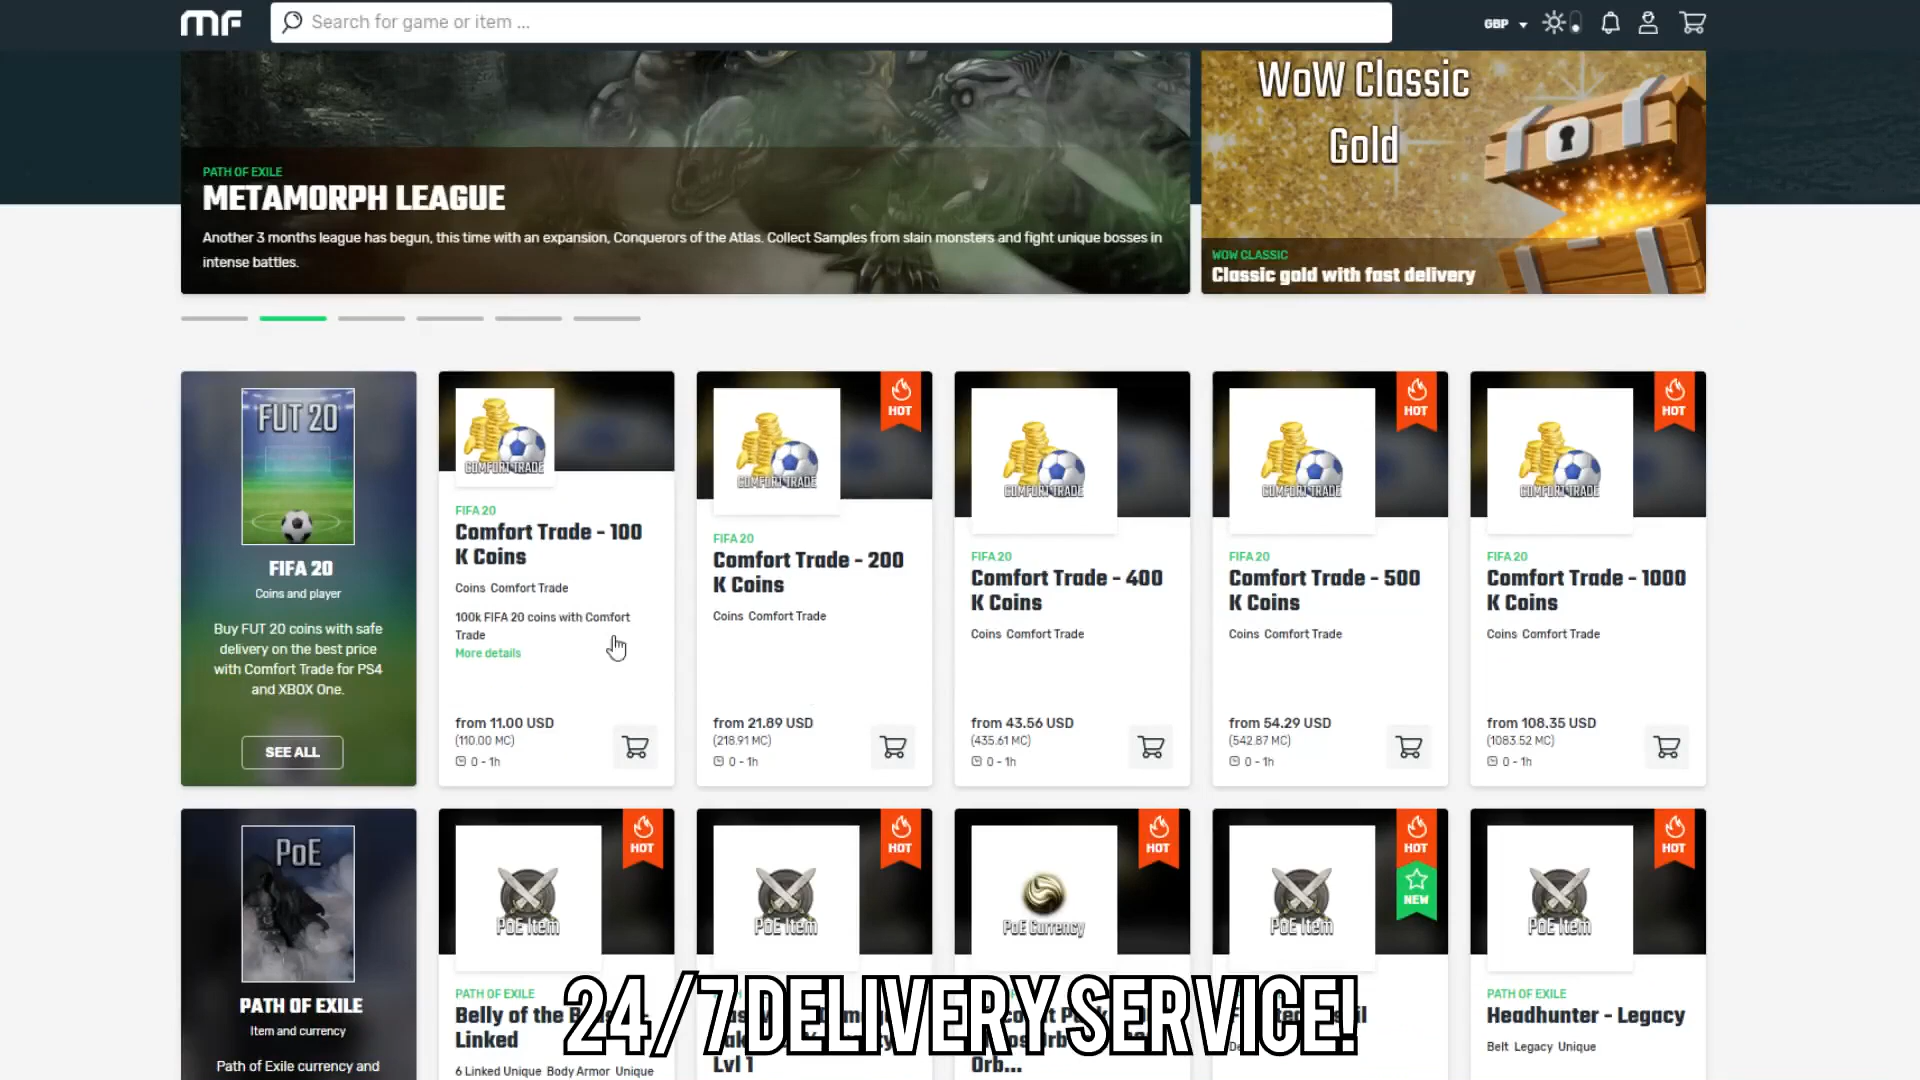 MF
Search for game or item ...
GBP
PATH OF EXILE
METAMORPH LEAGUE
Another 3 months league has begun, this time with an expansion, Conquerors of the Atlas. Collect Samples from slain monsters and fight unique bosses in
intense battles.
WoW Classic
Gold
WOW CLASSIC
Classic gold with fast delivery
FUT 20
FIFA 20
Coins and player
Buy FUT 20 coins with safe
delivery on the best price
with Comfort Trade for PS4
and XBOX One.
SEE ALL
COMFORT TRADE
FIFA 20
Comfort Trade - 100
K Coins
Coins Comfort Trade
100k FIFA 20 coins with Comfort
Trade
More details
from 11.00 USD
(110.00 MC)
0 - 1h
HOT
COMFORT TRADE
FIFA 20
Comfort Trade - 200
K Coins
Coins Comfort Trade
from 21.89 USD
(218.91 MC)
0 - 1h
COMFORT TRADE
FIFA 20
Comfort Trade - 400
K Coins
Coins Comfort Trade
from 43.56 USD
(435.61 MC)
0 - 1h
HOT
COMFORT TRADE
FIFA 20
Comfort Trade - 500
K Coins
Coins Comfort Trade
from 54.29 USD
(542.87 MC)
0 - 1h
HOT
COMFORT TRADE
FIFA 20
Comfort Trade - 1000
K Coins
Coins Comfort Trade
from 108.35 USD
(1083.52 MC)
0 - 1h
PoE
PATH OF EXILE
Item and currency
Path of Exile currency and
HOT
PoE Item
PATH OF EXILE
Belly of the
Linked
6 Linked Unique Body Armor Unique
HOT
PoE Item
Lvl 1
HOT
PoE Currency
Orb...
HOT
NEW
PoE Item
HOT
PoE Item
PATH OF EXILE
Headhunter - Legacy
Belt Legacy Unique
24/7 DELIVERY SERVICE!